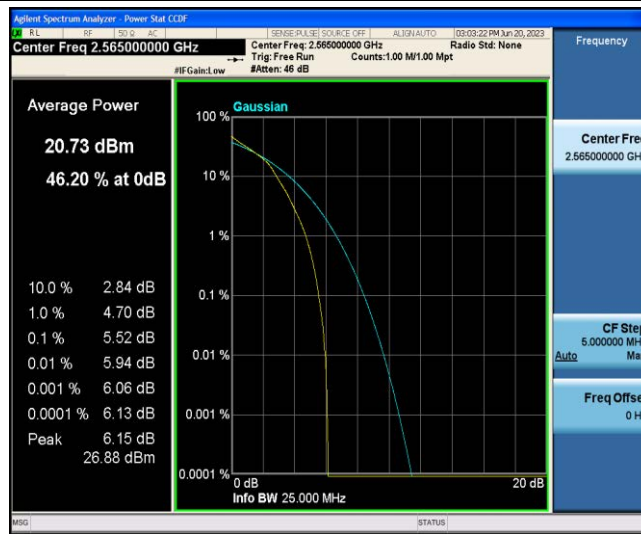 Agilent Spectrum Analyzer - Power Stat CCDF
RL RF 50 Ω AC SENSE:PULSE SOURCE OFF ALIGNAUTO 03:03:22 PM Jun 20, 2023
Center Freq 2.565000000 GHz
Center Freq: 2.565000000 GHz Radio Std: None
Trig: Free Run Counts:1.00 M/1.00 Mpt
#IFGain:Low #Atten: 46 dB
Frequency
Average Power
20.73 dBm
46.20 % at 0dB
10.0 % 2.84 dB
1.0 % 4.70 dB
0.1 % 5.52 dB
0.01 % 5.94 dB
0.001 % 6.06 dB
0.0001 % 6.13 dB
Peak 6.15 dB
26.88 dBm
Gaussian
100 %
10 %
1 %
0.1 %
0.01 %
0.001 %
0.0001 %
0 dB 20 dB
Info BW 25.000 MHz
Center Fre
2.565000000 GH
CF Ste
5.000000 MH
Auto Ma
Freq Offse
0 H
MSG STATUS